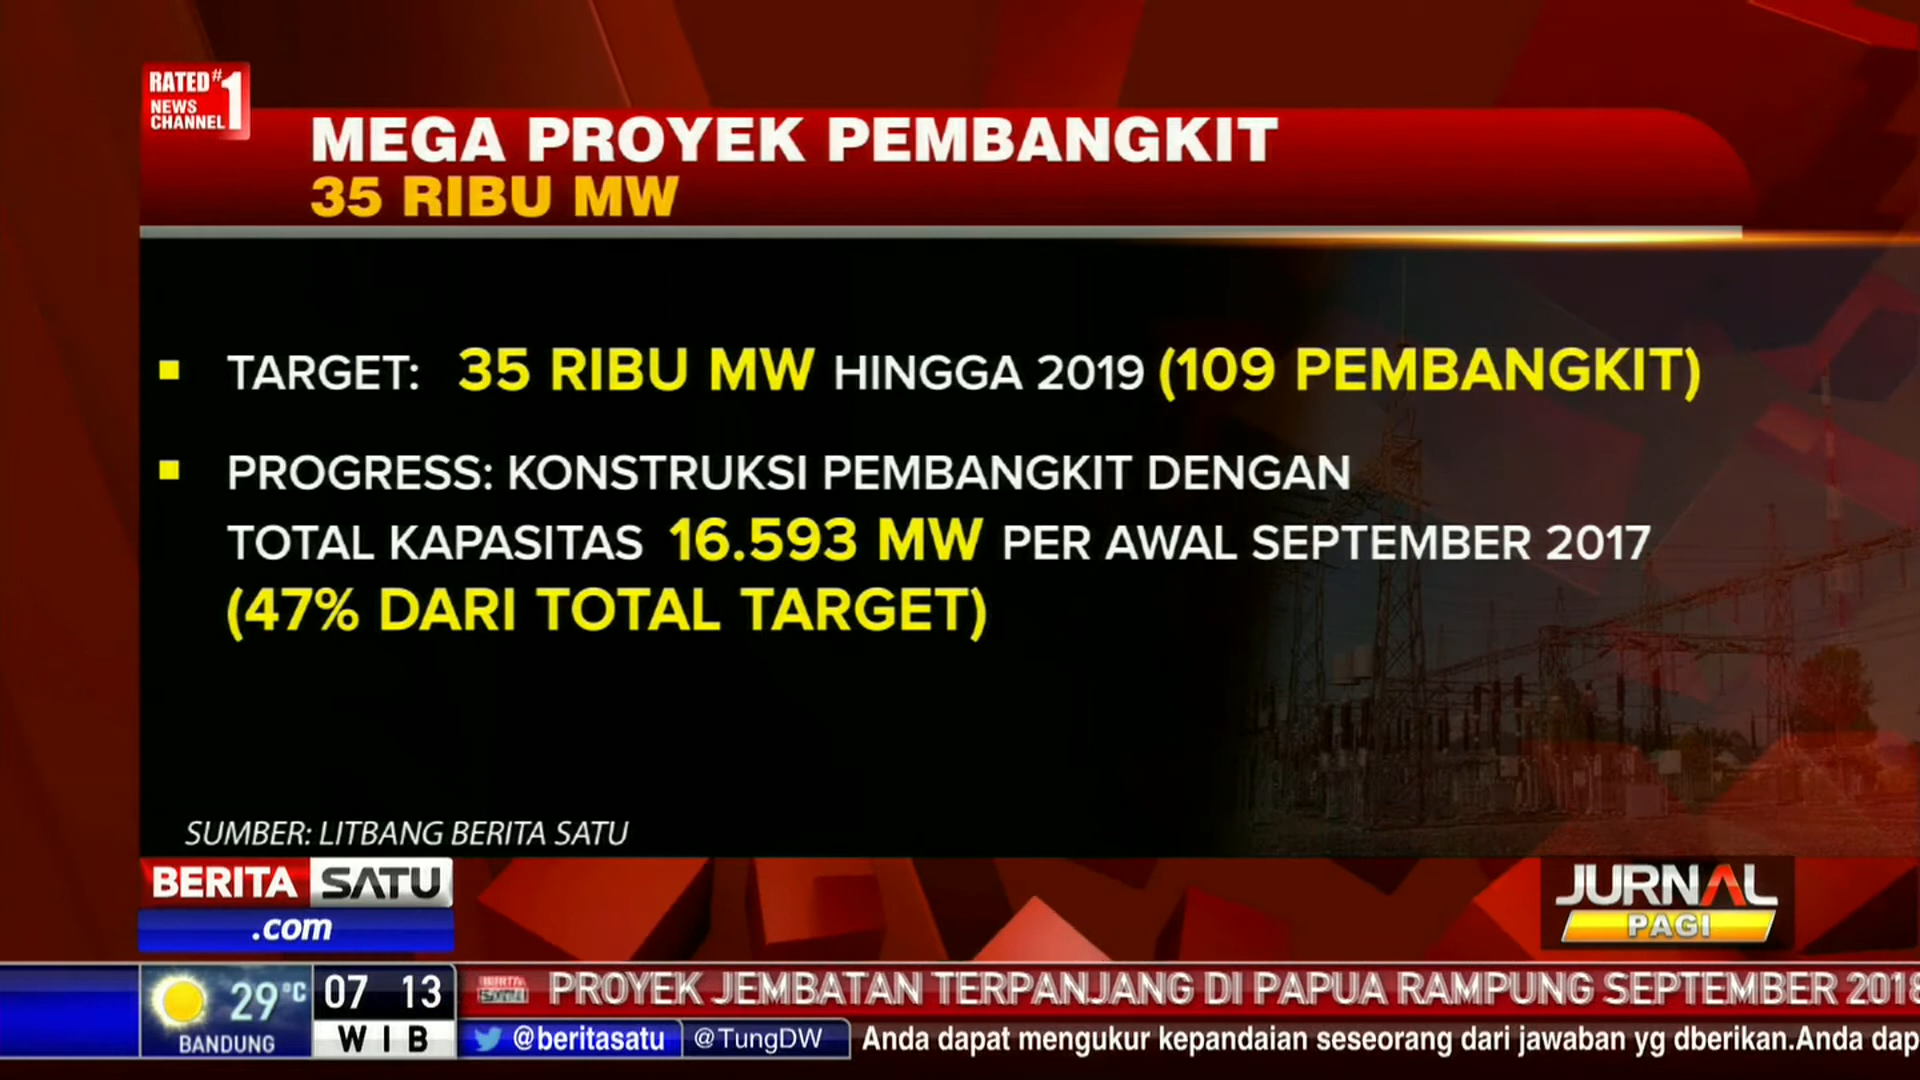 RATED #1
NEWS
CHANNEL
MEGA PROYEK PEMBANGKIT
35 RIBU MW
TARGET: 35 RIBU MW HINGGA 2019 (109 PEMBANGKIT)
PROGRESS: KONSTRUKSI PEMBANGKIT DENGAN
TOTAL KAPASITAS 16.593 MW PER AWAL SEPTEMBER 2017
(47% DARI TOTAL TARGET)
SUMBER: LITBANG BERITA SATU
BERITA SATU
.com
JURNAL
PAGI
29°C
BANDUNG
07 13
WIB
BERITA SATU
PROYEK JEMBATAN TERPANJANG DI PAPUA RAMPUNG SEPTEMBER 2018
@beritasatu
@TungDW
Anda dapat mengukur kepandaian seseorang dari jawaban yg dberikan.Anda dap